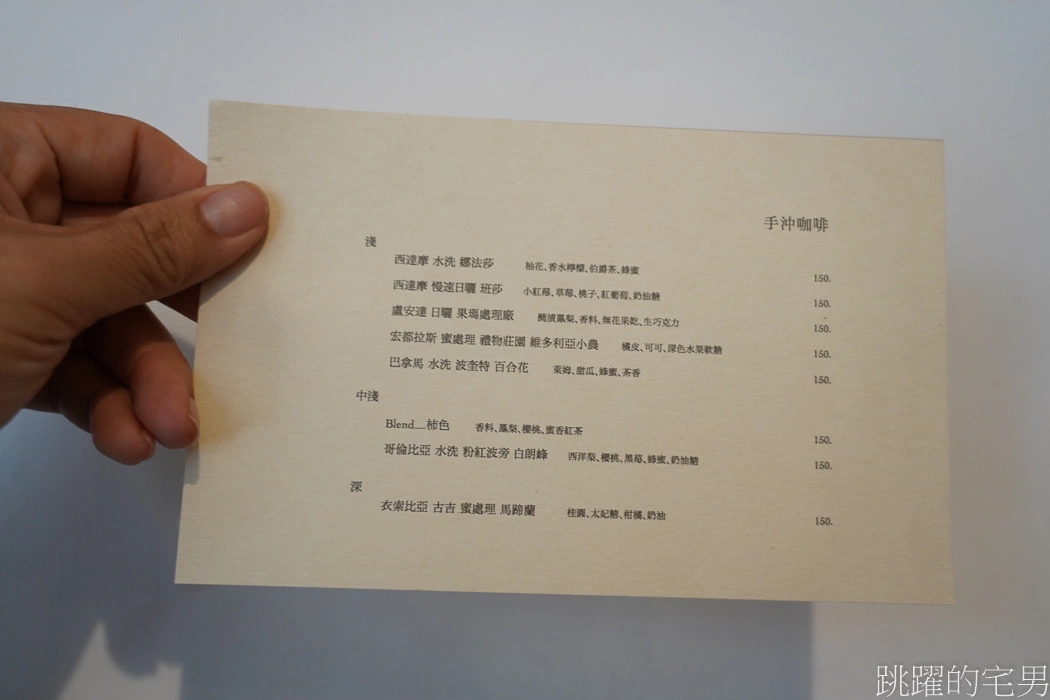 手沖咖啡
淺
西達摩 水洗 娜法莎 柚花、香水檸檬、伯爵茶、蜂蜜 150.
西達摩 慢速日曬 班莎 小紅莓、草莓、桃子、紅葡萄、奶油糖 150.
盧安達 日曬 果瑪處理廠 醃漬鳳梨、香料、無花果乾、生巧克力 150.
宏都拉斯 蜜處理 禮物莊園 維多利亞小農 橘皮、可可、深色水果軟糖 150.
巴拿馬 水洗 波奎特 百合花 萊姆、甜瓜、蜂蜜、茶香 150.
中淺
Blend__柿色 香料、鳳梨、櫻桃、蜜香紅茶 150.
哥倫比亞 水洗 粉紅波旁 白朗峰 西洋梨、櫻桃、黑莓、蜂蜜、奶油糖 150.
深
衣索比亞 古吉 蜜處理 馬蹄蘭 桂圓、太妃糖、柑橘、奶油 150.
跳躍的宅男